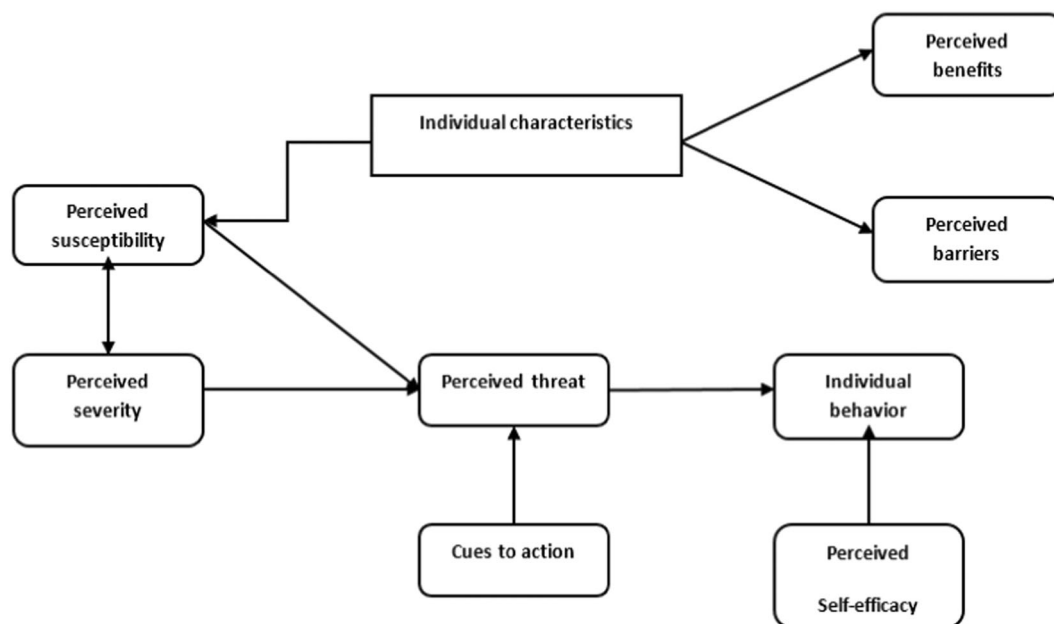 Perceived
benefits
Individual characteristics
Perceived
susceptibility
Perceived
barriers
Perceived
severity
Perceived threat
Individual
behavior
Cues to action
Perceived
Self-efficacy